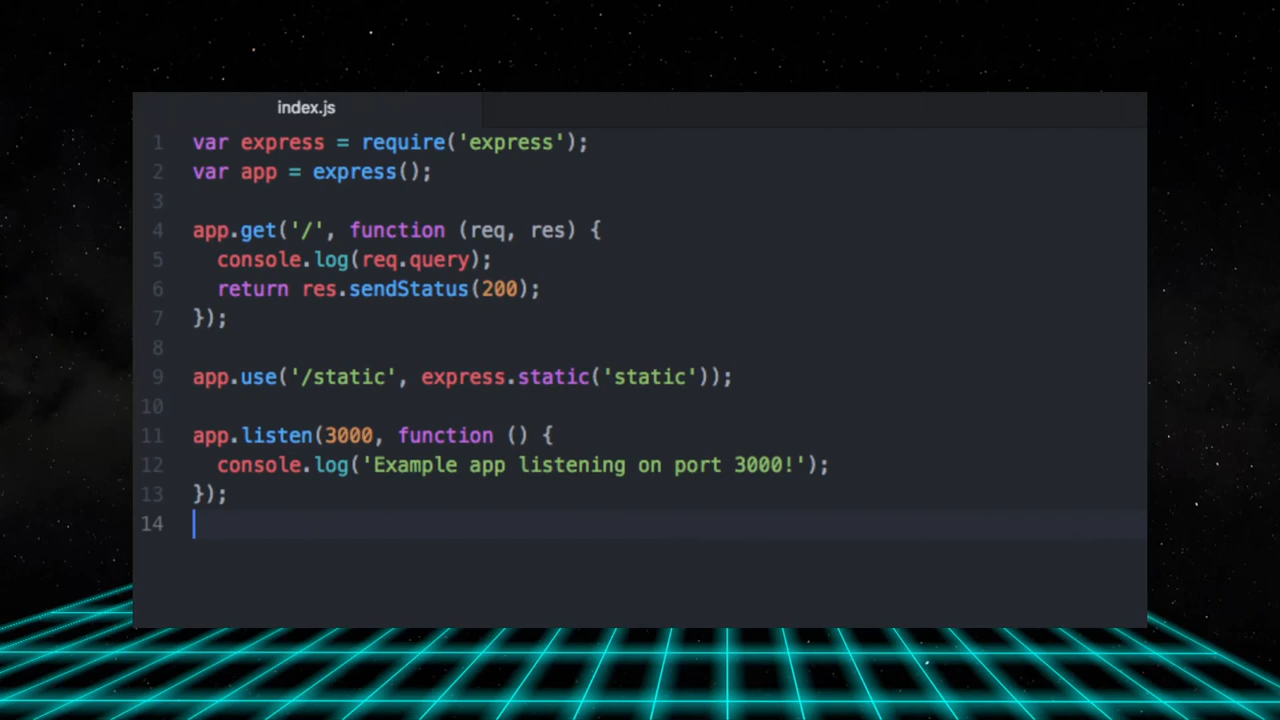 index.js
1 var express = require('express');
2 var app = express();
3
4 app.get('/', function (req, res) {
5   console.log(req.query);
6   return res.sendStatus(200);
7 });
8
9 app.use('/static', express.static('static'));
10
11 app.listen(3000, function () {
12   console.log('Example app listening on port 3000!');
13 });
14